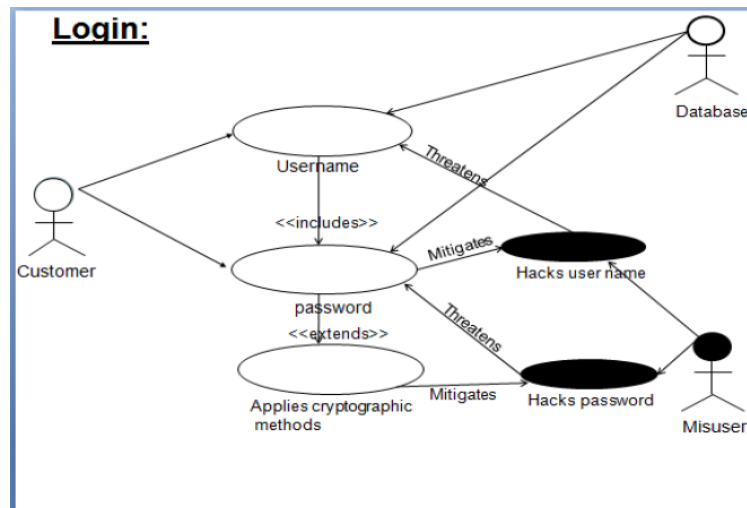 Login:
Database
Threatens
Username
<<includes>>
Customer
Mitigates
Hacks user name
password
Threatens
<<extends>>
Applies cryptographic
methods
Mitigates
Hacks password
Misuser